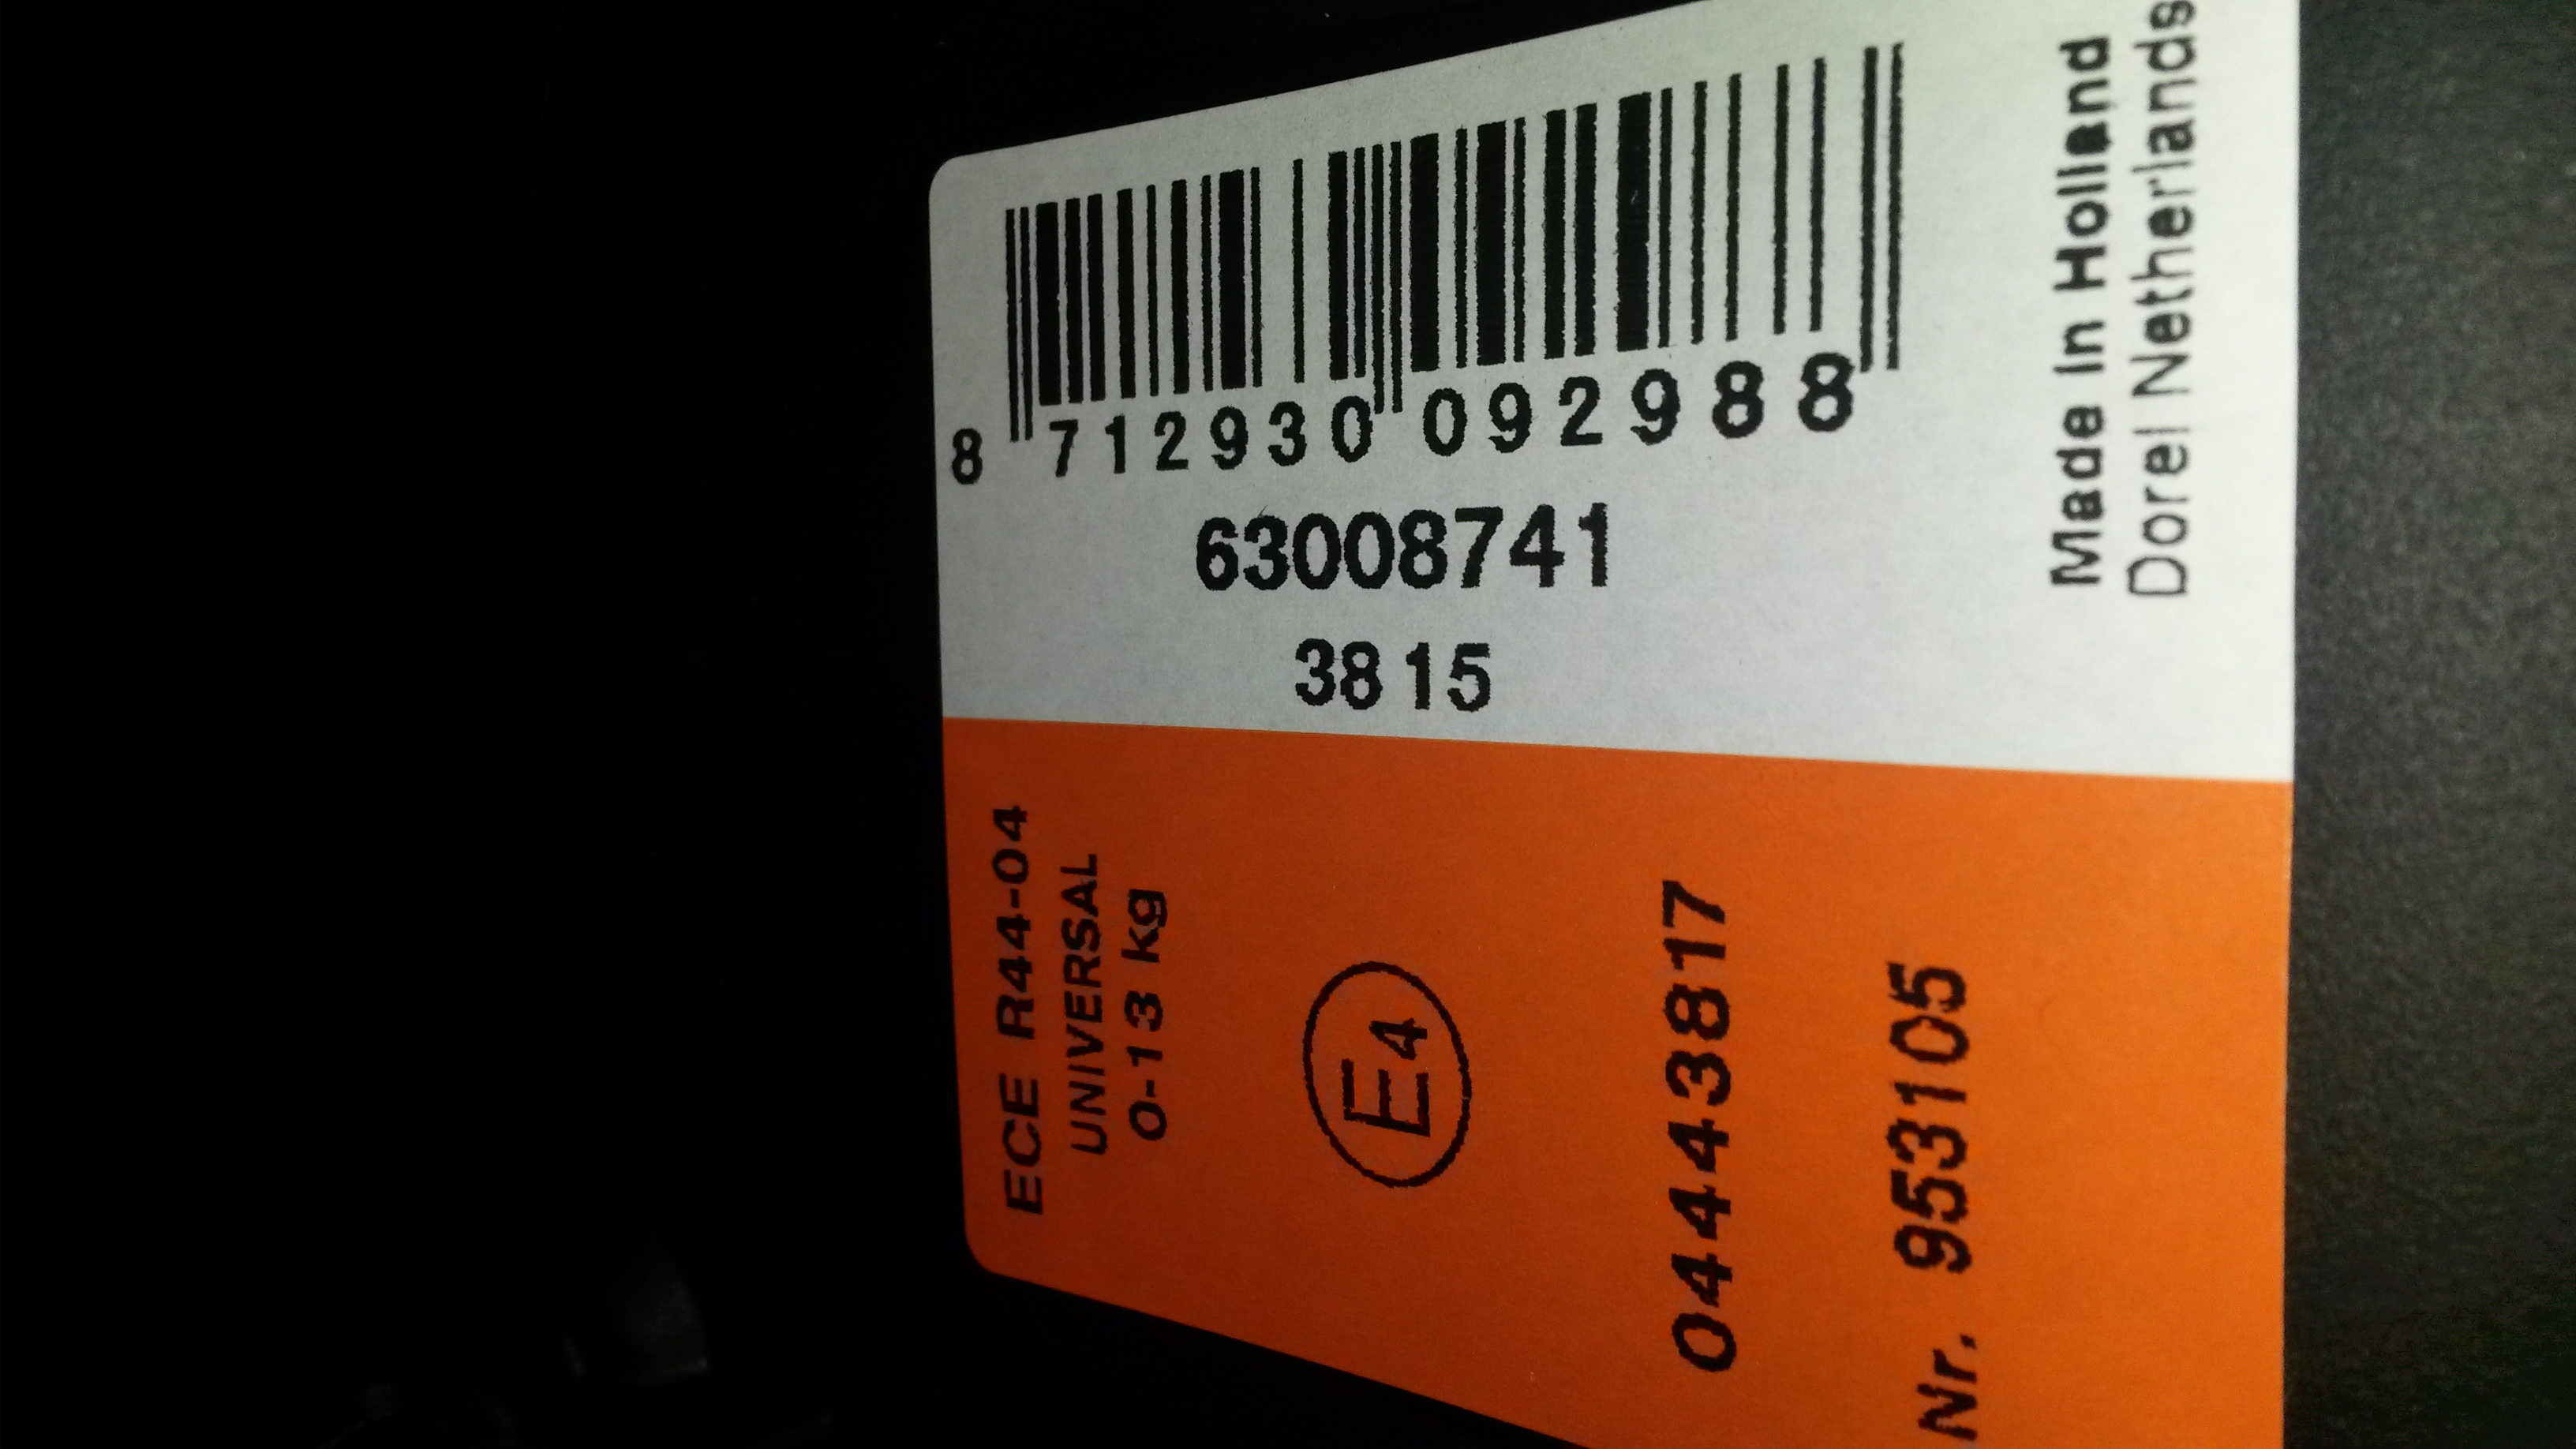 8 712930 092988
63008741
3815
Made in Holland
Dorel Netherlands
ECE R44-04
UNIVERSAL
0-13 kg
E4
04443817
Nr. 953105